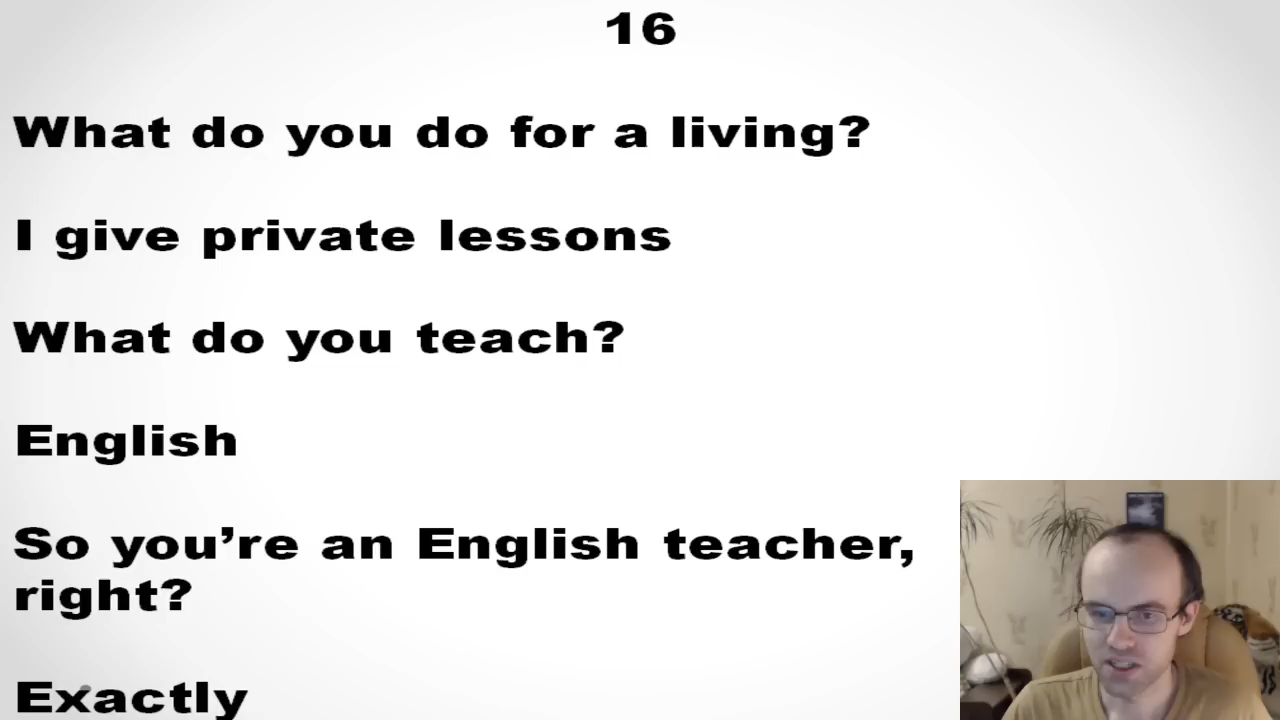 16
What do you do for a living?
I give private lessons
What do you teach?
English
So you’re an English teacher,
right?
Exactly